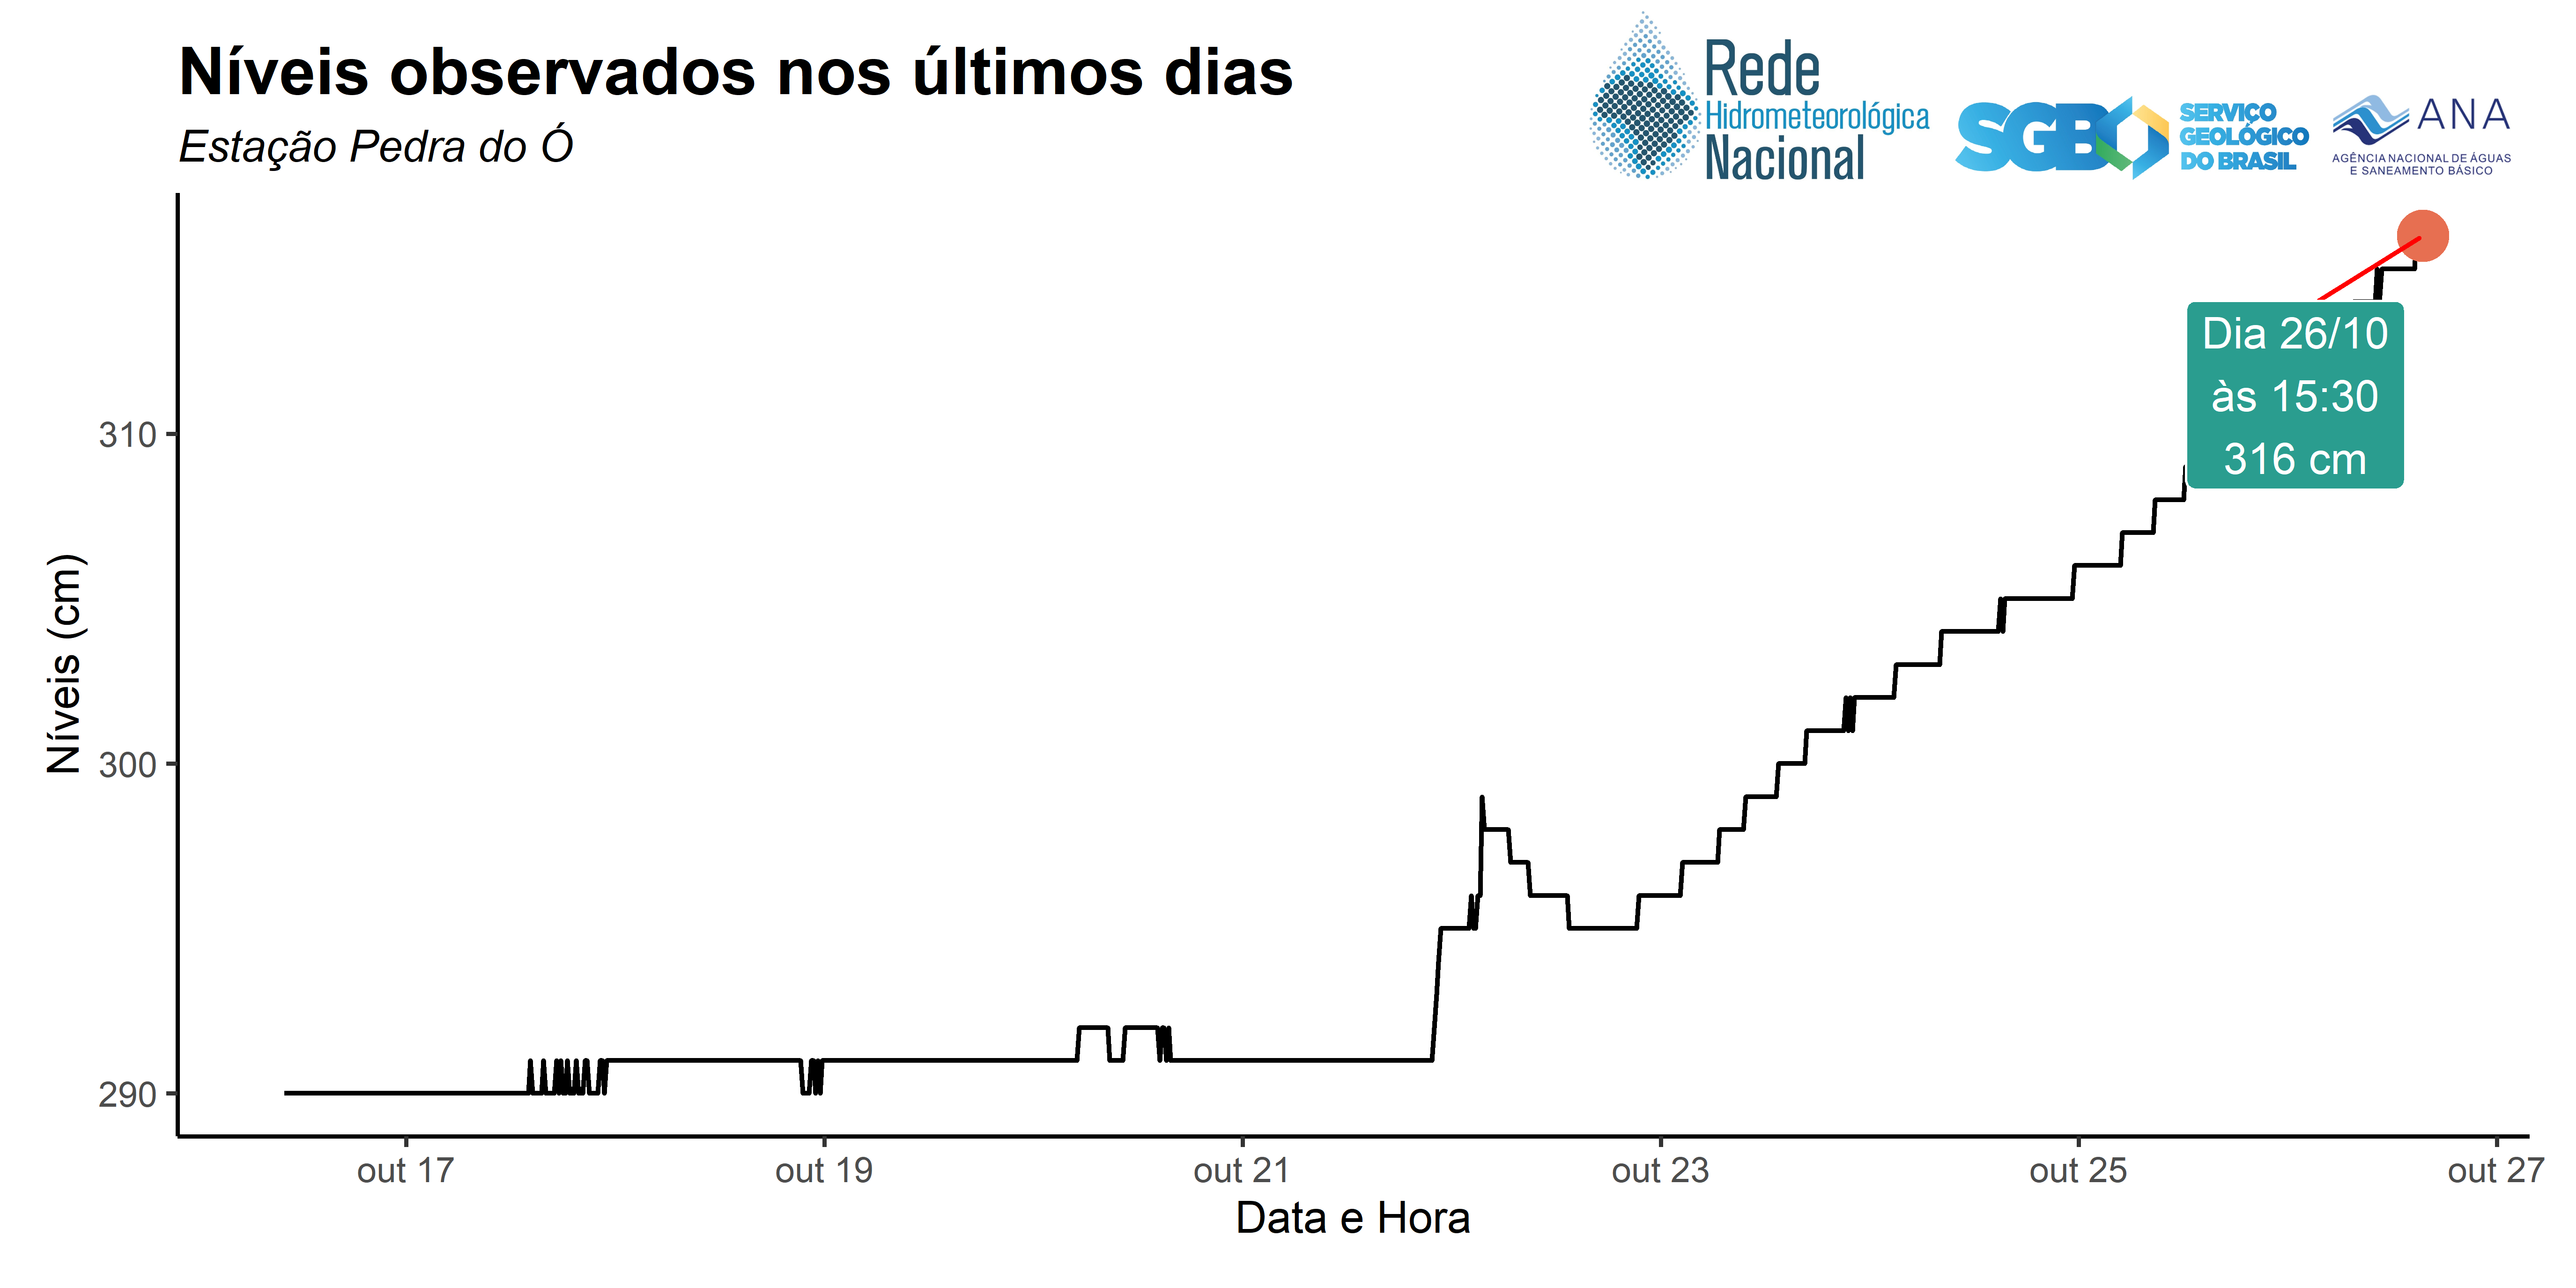 Níveis observados nos últimos dias
Estação Pedra do Ó
Rede
Hidrometeorológica
Nacional
SGB
SERVIÇO
GEOLÓGICO
DO BRASIL
ANA
AGÊNCIA NACIONAL DE ÁGUAS
E SANEAMENTO BÁSICO
Dia 26/10
às 15:30
316 cm
310
300
290
Níveis (cm)
out 17
out 19
out 21
out 23
out 25
out 27
Data e Hora